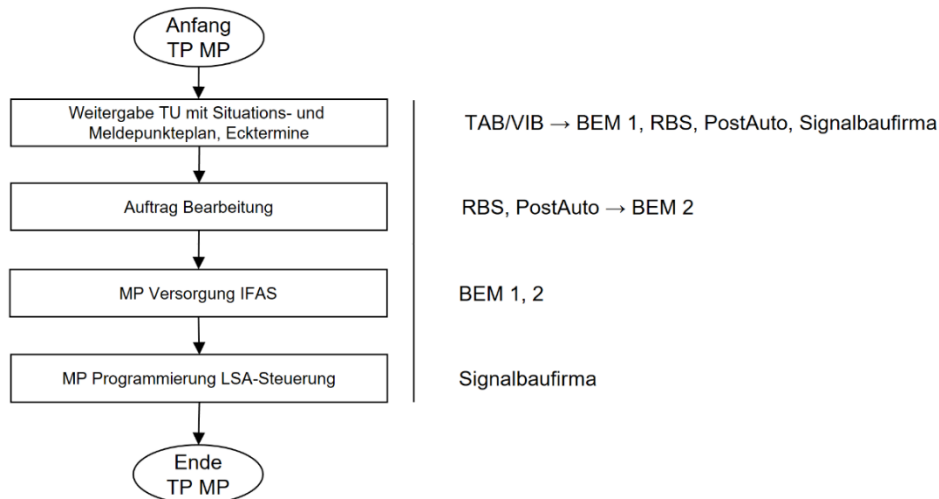 Anfang
TP MP
Weitergabe TU mit Situations- und
Meldepunkteplan, Ecktermine
TAB/VIB → BEM 1, RBS, PostAuto, Signalbaufirma
Auftrag Bearbeitung
RBS, PostAuto → BEM 2
MP Versorgung IFAS
BEM 1, 2
MP Programmierung LSA-Steuerung
Signalbaufirma
Ende
TP MP